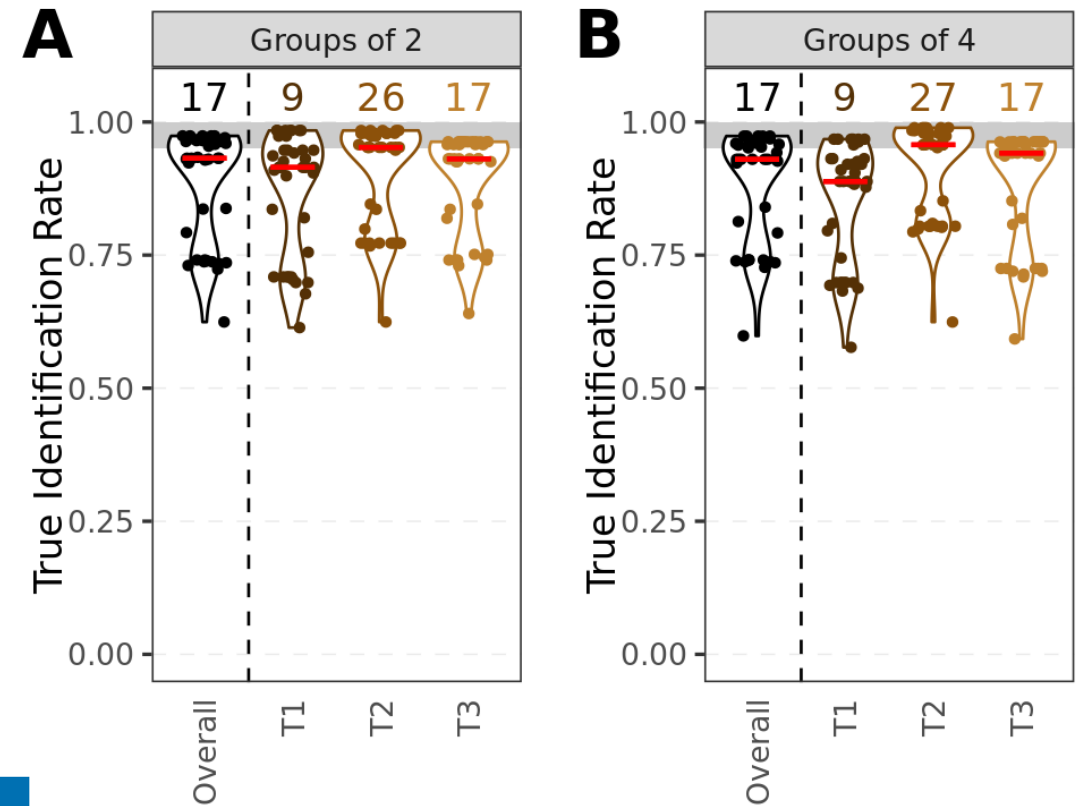 A
Groups of 2
17 9 26 17
1.00
0.75
0.50
0.25
0.00
True Identification Rate
Overall
T1
T2
T3
B
Groups of 4
17 9 27 17
1.00
0.75
0.50
0.25
0.00
True Identification Rate
Overall
T1
T2
T3